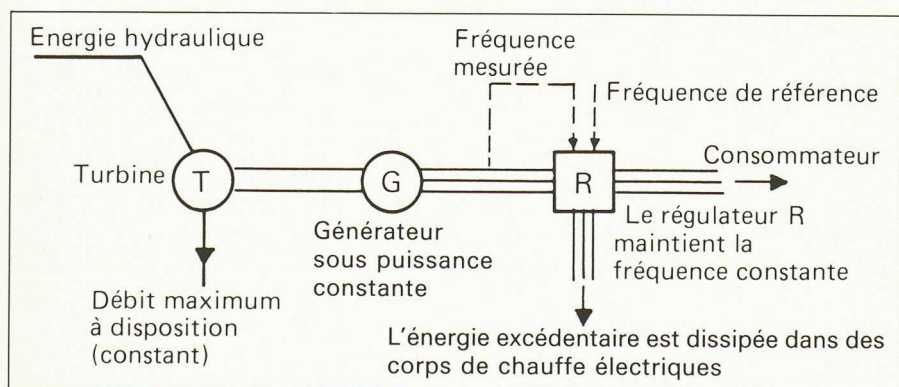 Energie hydraulique
Fréquence
mesurée
Fréquence de référence
Consommateur
Turbine
T
G
R
Générateur
sous puissance
constante
Le régulateur R
maintient la
fréquence constante
Débit maximum
à disposition
(constant)
L'énergie excédentaire est dissipée dans des
corps de chauffe électriques